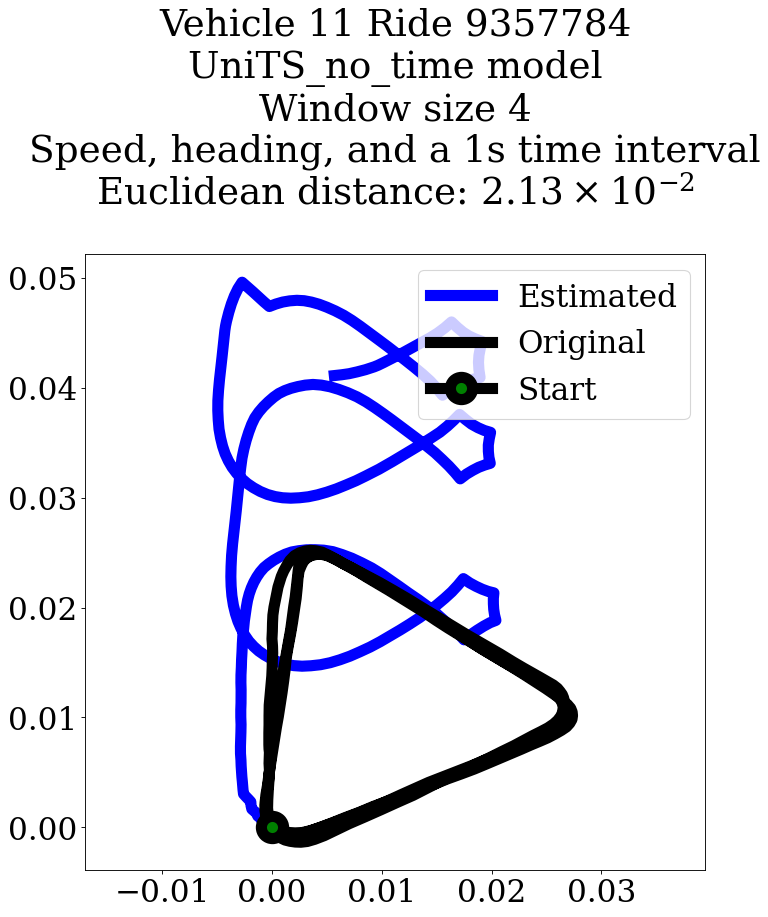 Vehicle 11 Ride 9357784
UniTS_no_time model
Window size 4
Speed, heading, and a 1s time interval
Euclidean distance: 2.13 × 10⁻²
Estimated
Original
Start
0.05
0.04
0.03
0.02
0.01
0.00
−0.01 0.00 0.01 0.02 0.03